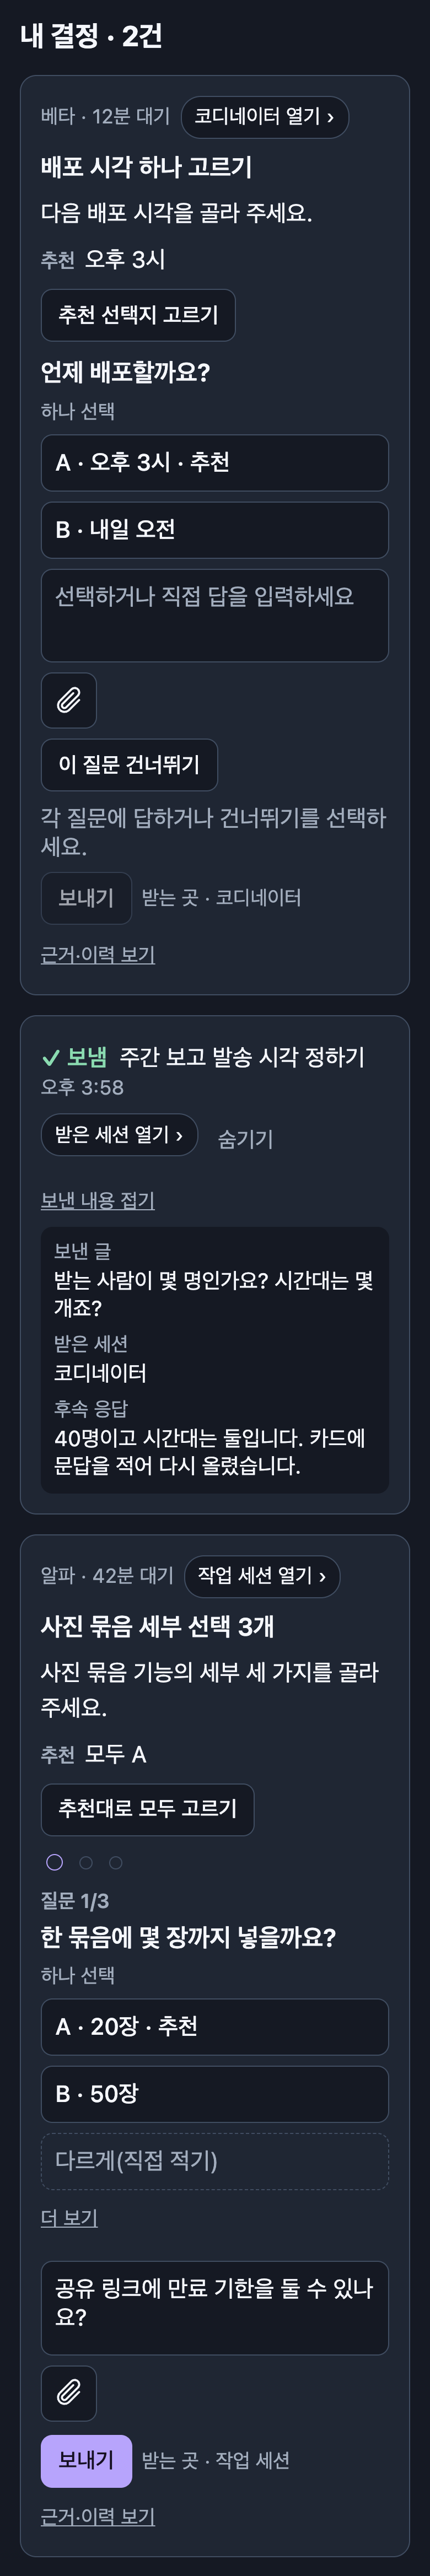 내 결정 · 2건
베타 · 12분 대기 코디네이터 열기 ›
배포 시각 하나 고르기
다음 배포 시각을 골라 주세요.
추천 오후 3시
추천 선택지 고르기
언제 배포할까요?
하나 선택
A · 오후 3시 · 추천
B · 내일 오전
선택하거나 직접 답을 입력하세요
이 질문 건너뛰기
각 질문에 답하거나 건너뛰기를 선택하
세요.
보내기 받는 곳 · 코디네이터
근거·이력 보기
✓ 보냄 주간 보고 발송 시각 정하기
오후 3:58
받은 세션 열기 › 숨기기
보낸 내용 접기
보낸 글
받는 사람이 몇 명인가요? 시간대는 몇
개죠?
받은 세션
코디네이터
후속 응답
40명이고 시간대는 둘입니다. 카드에
문답을 적어 다시 올렸습니다.
알파 · 42분 대기 작업 세션 열기 ›
사진 묶음 세부 선택 3개
사진 묶음 기능의 세부 세 가지를 골라
주세요.
추천 모두 A
추천대로 모두 고르기
질문 1/3
한 묶음에 몇 장까지 넣을까요?
하나 선택
A · 20장 · 추천
B · 50장
다르게(직접 적기)
더 보기
공유 링크에 만료 기한을 둘 수 있나
요?
보내기 받는 곳 · 작업 세션
근거·이력 보기